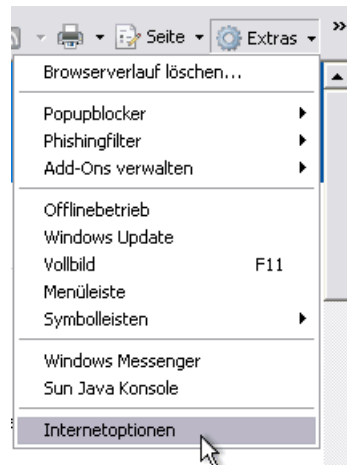 Seite Extras »
Browserverlauf löschen...
Popupblocker
Phishingfilter
Add-Ons verwalten
Offlinebetrieb
Windows Update
Vollbild F11
Menüleiste
Symbolleisten
Windows Messenger
Sun Java Konsole
Internetoptionen